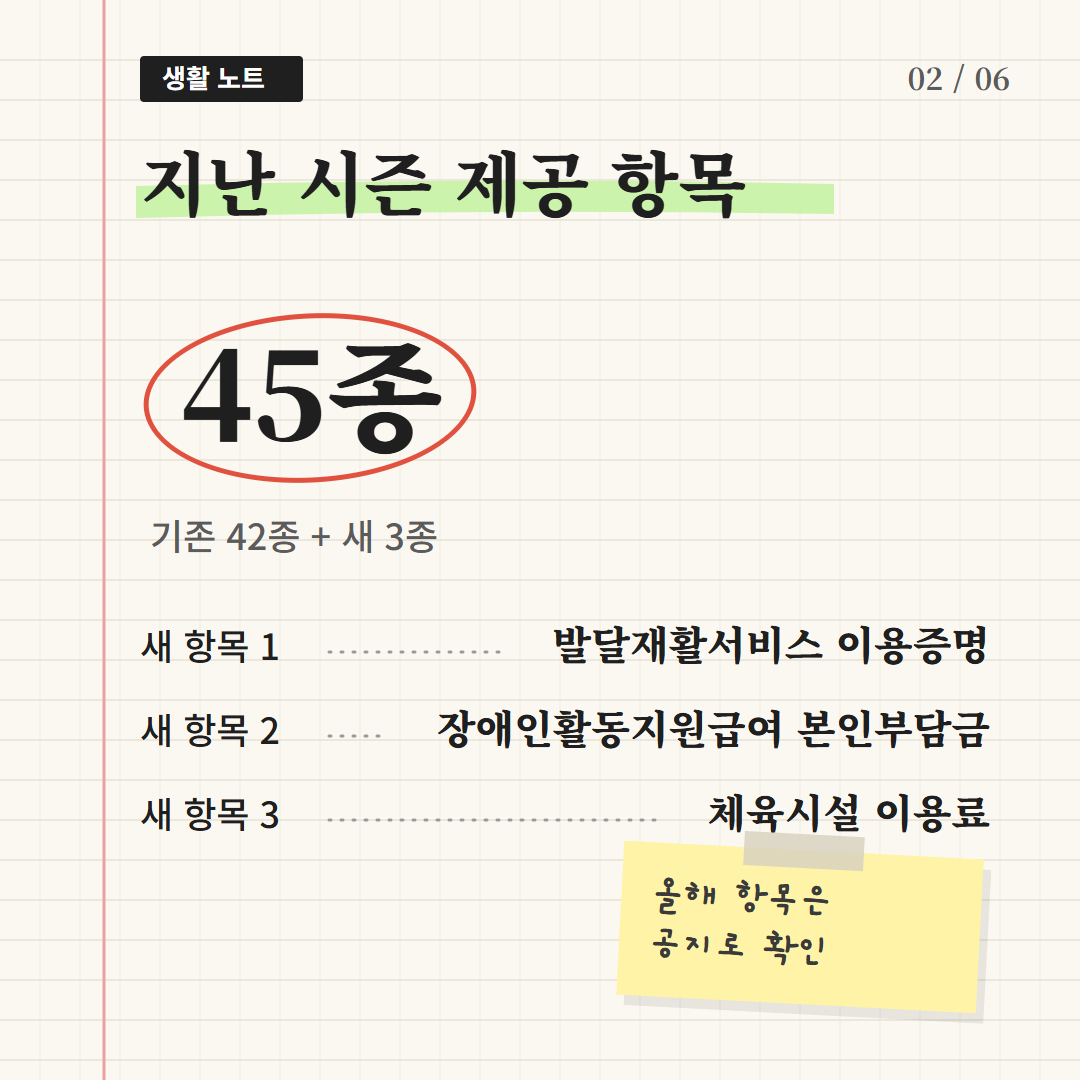 생활 노트
02 / 06
지난 시즌 제공 항목
45종
기존 42종 + 새 3종
새 항목 1 발달재활서비스 이용증명
새 항목 2 장애인활동지원급여 본인부담금
새 항목 3 체육시설 이용료
올해 항목은
공지로 확인